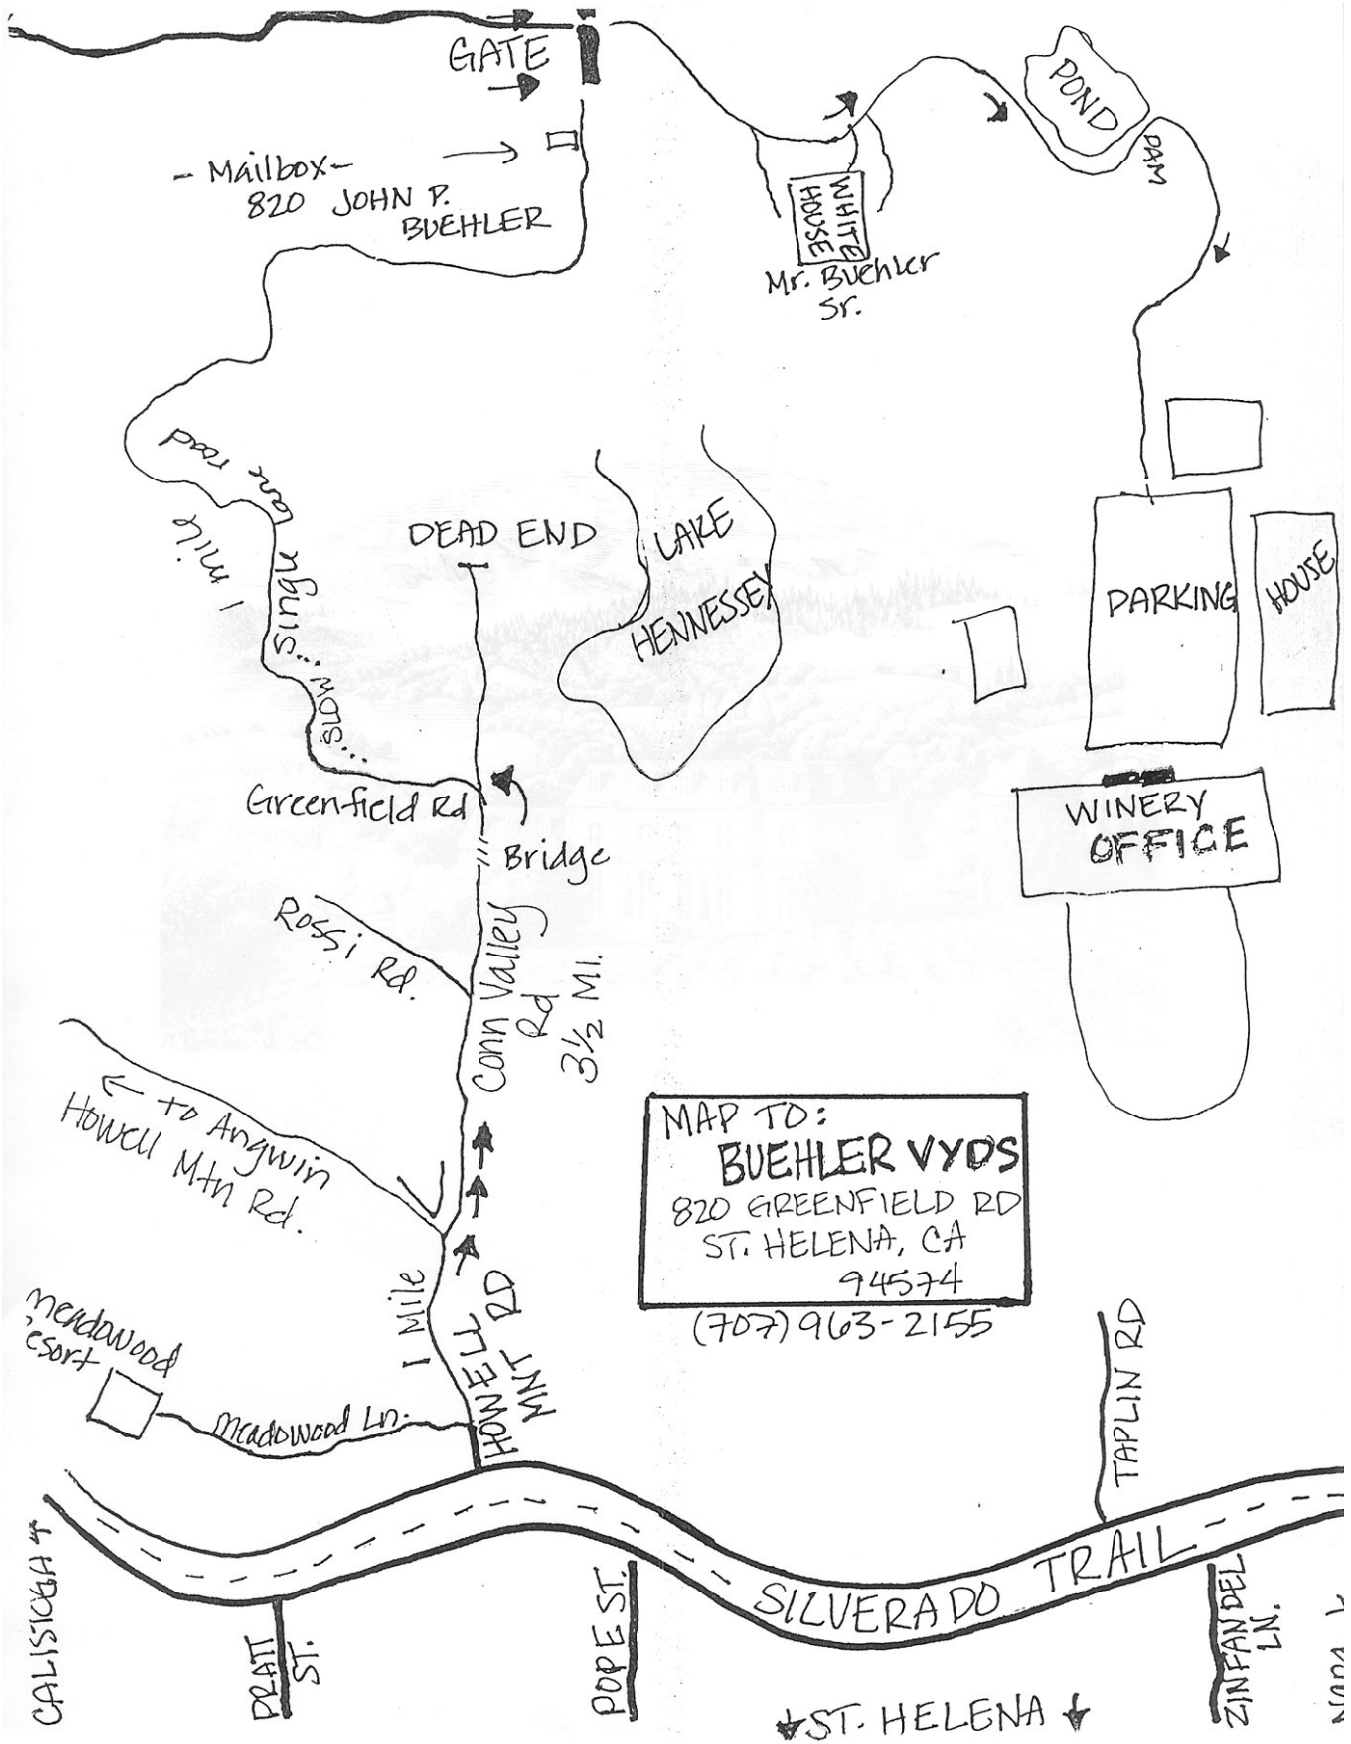 GATE
- Mailbox -
820 JOHN P.
BUEHLER
WHITE
HOUSE
Mr. Buehler
Sr.
POND
DAM
single lane road
1 mile
...slow...
DEAD END
LAKE
HENNESSEY
PARKING
HOUSE
WINERY
OFFICE
Greenfield Rd
Bridge
Rossi Rd.
Conn Valley
Rd
3½ MI.
← to Angwin
Howell Mtn Rd.
MAP TO:
BUEHLER VYDS
820 GREENFIELD RD
ST. HELENA, CA
94574
(707) 963-2155
1 Mile
HOWELL
MNT RD
Meadowood
esort
Meadowood Ln.
TAPLIN RD
SILVERADO TRAIL
CALISTOGA
PRATT
ST.
POPE ST.
ST. HELENA
ZINFANDEL
LN.
NAPA